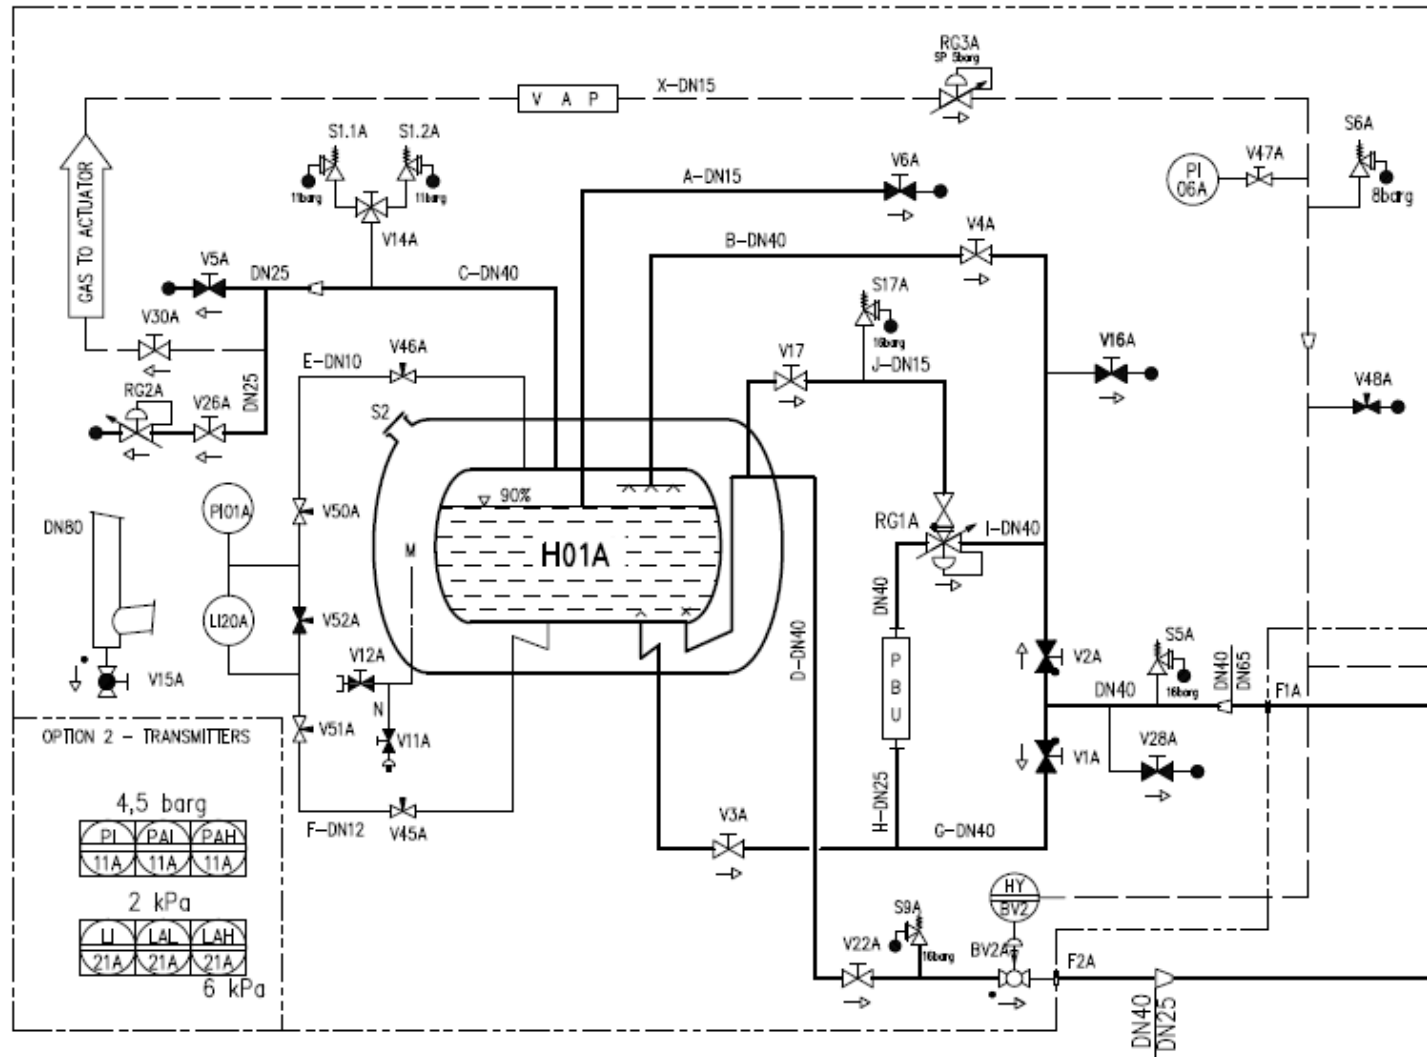 RG3A
SP 5barg
X-DN15
V A P
S1.1A
S1.2A
11barg
11barg
V14A
V6A
A-DN15
PI
06A
V47A
S6A
8barg
GAS TO ACTUATOR
V5A
DN25
C-DN40
B-DN40
V4A
V30A
S17A
16barg
J-DN15
V17
V16A
V46A
E-DN10
RG2A
V26A
DN25
S2
V48A
90%
PI01A
V50A
DN80
M
H01A
RG1A
I-DN40
DN40
LI20A
V52A
V12A
V15A
N
V51A
V11A
D-DN40
P
B
U
V2A
S5A
16barg
DN40
DN40
DN65
F1A
V1A
V28A
OPTION 2 - TRANSMITTERS
4,5 barg
PI
PAL
PAH
11A
11A
11A
2 kPa
LI
LAL
LAH
21A
21A
21A
6 kPa
F-DN12
V45A
V3A
H-DN25
G-DN40
HY
BV2
S9A
16barg
V22A
BV2A
F2A
DN40
DN25